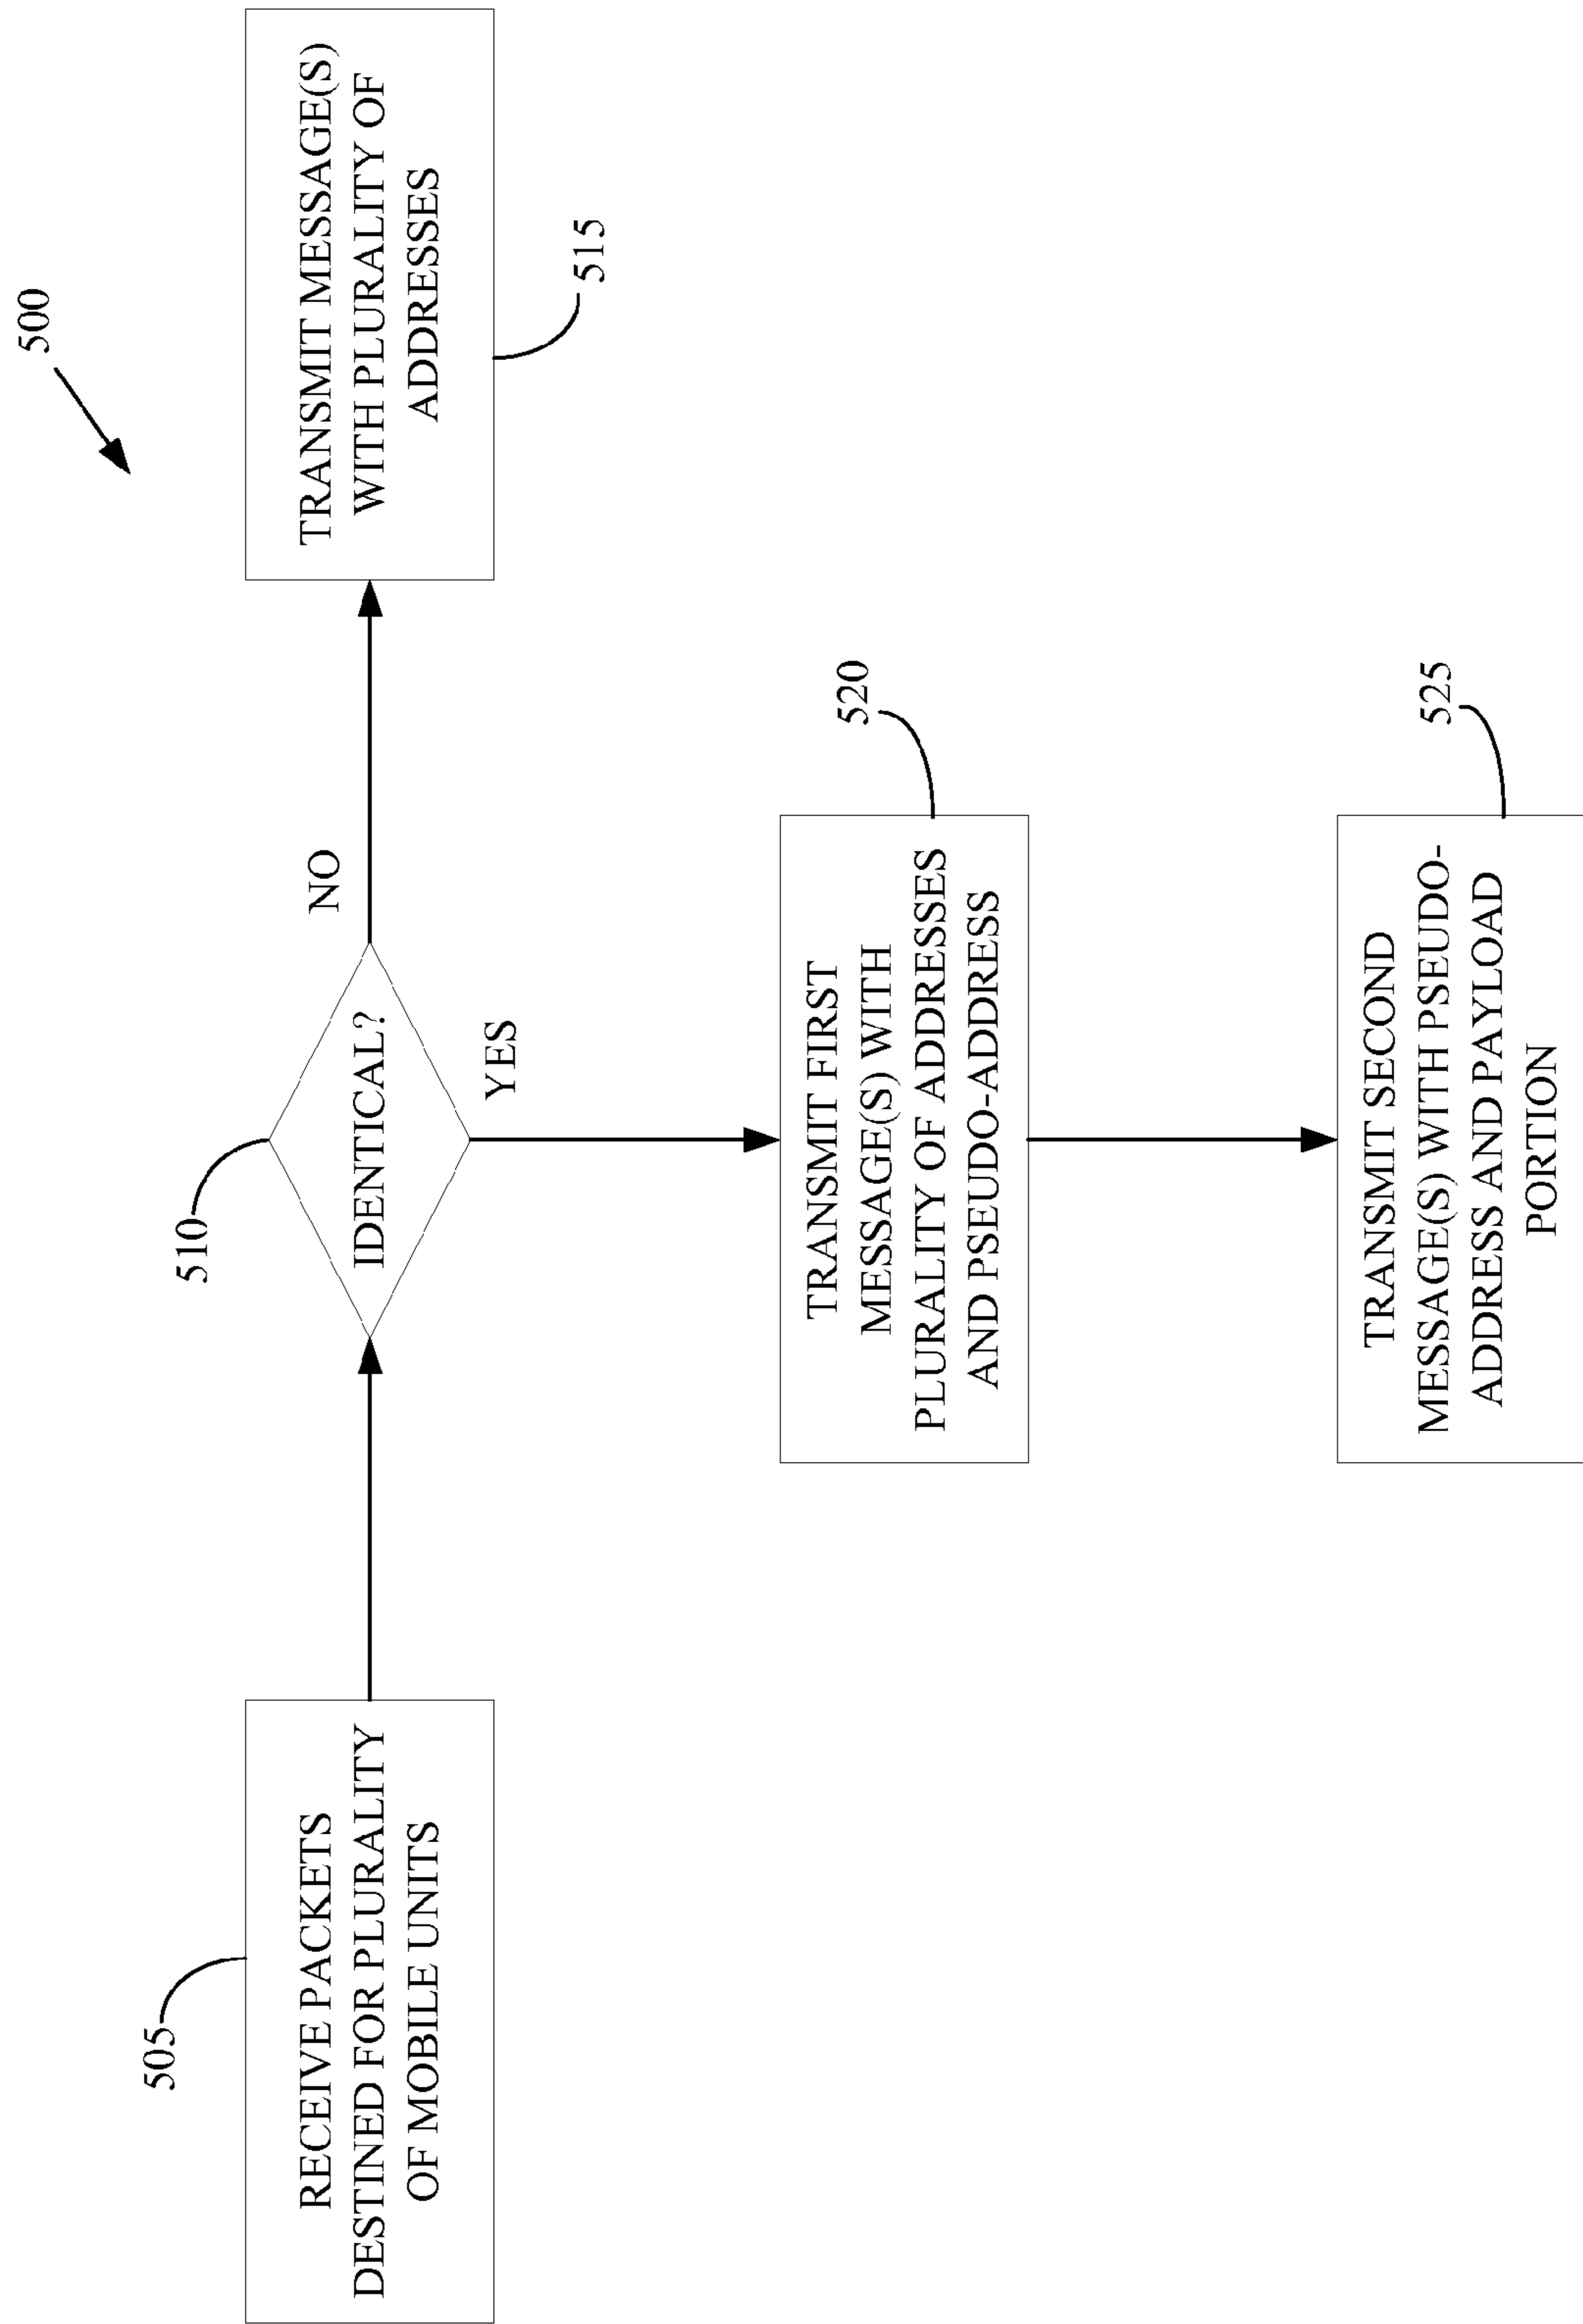 500
505
RECEIVE PACKETS
DESTINED FOR PLURALITY
OF MOBILE UNITS
510
IDENTICAL?
NO
TRANSMIT MESSAGE(S)
WITH PLURALITY OF
ADDRESSES
515
YES
TRANSMIT FIRST
MESSAGE(S) WITH
PLURALITY OF ADDRESSES
AND PSEUDO-ADDRESS
520
TRANSMIT SECOND
MESSAGE(S) WITH PSEUDO-
ADDRESS AND PAYLOAD
PORTION
525